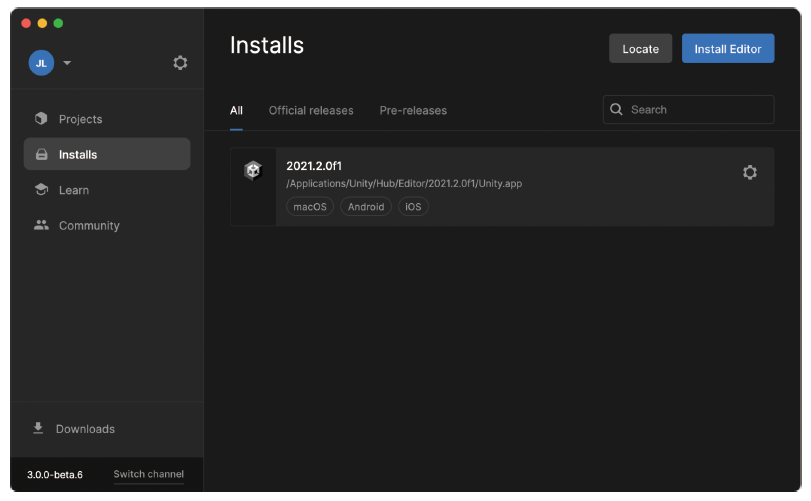 JL
Projects
Installs
Learn
Community
Downloads
3.0.0-beta.6 Switch channel
Installs
Locate Install Editor
All Official releases Pre-releases Search
2021.2.0f1
/Applications/Unity/Hub/Editor/2021.2.0f1/Unity.app
macOS Android iOS